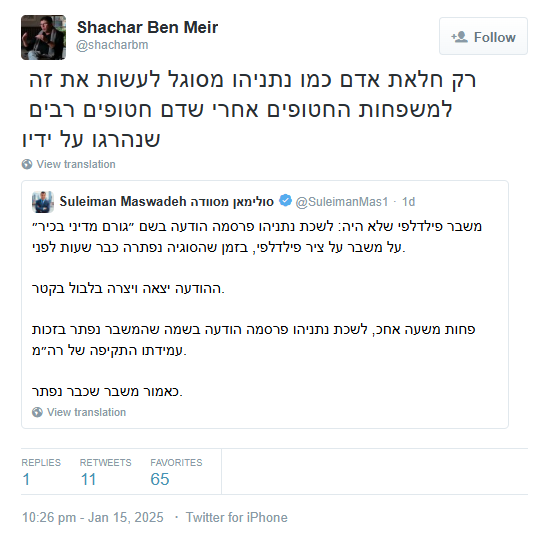 Shachar Ben Meir
@shacharbm
Follow
רק חלאת אדם כמו נתניהו מסוגל לעשות את זה
למשפחות החטופים אחרי שדם חטופים רבים
שנהרגו על ידיו
View translation
Suleiman Maswadeh סולימאן מסוודה @SuleimanMas1 · 1d
משבר פילדלפי שלא היה: לשכת נתניהו פרסמה הודעה בשם ״גורם מדיני בכיר״
על משבר על ציר פילדלפי, בזמן שהסוגיה נפתרה כבר שעות לפני.
ההודעה יצאה ויצרה בלבול בקטר.
פחות משעה אחכ, לשכת נתניהו פרסמה הודעה בשמה שהמשבר נפתר בזכות
עמידתו התקיפה של רה״מ.
כאמור משבר שכבר נפתר.
View translation
REPLIES RETWEETS FAVORITES
1 11 65
10:26 pm - Jan 15, 2025 · Twitter for iPhone